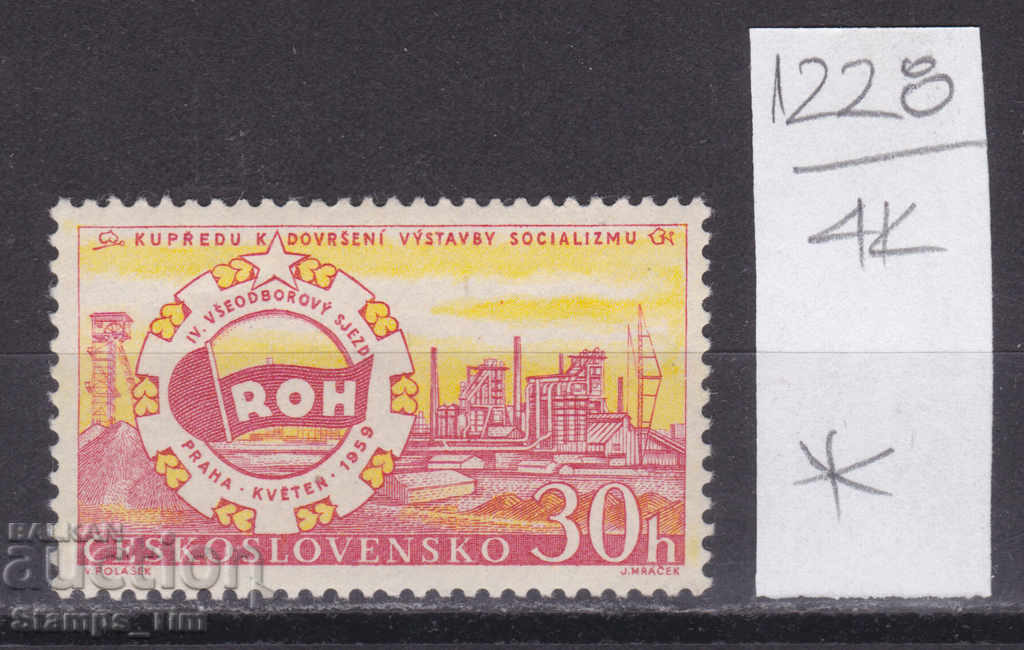 KUPŘEDU K DOVRŠENÍ VÝSTAVBY SOCIALIZMU
IV. VŠEODBOROVÝ SJEZD
ROH
PRAHA · KVĚTEN · 1959
ČESKOSLOVENSKO 30h
V. POLÁŠEK J. MRÁČEK
1228
4K
BALKAN
auction
Stamps_Tim